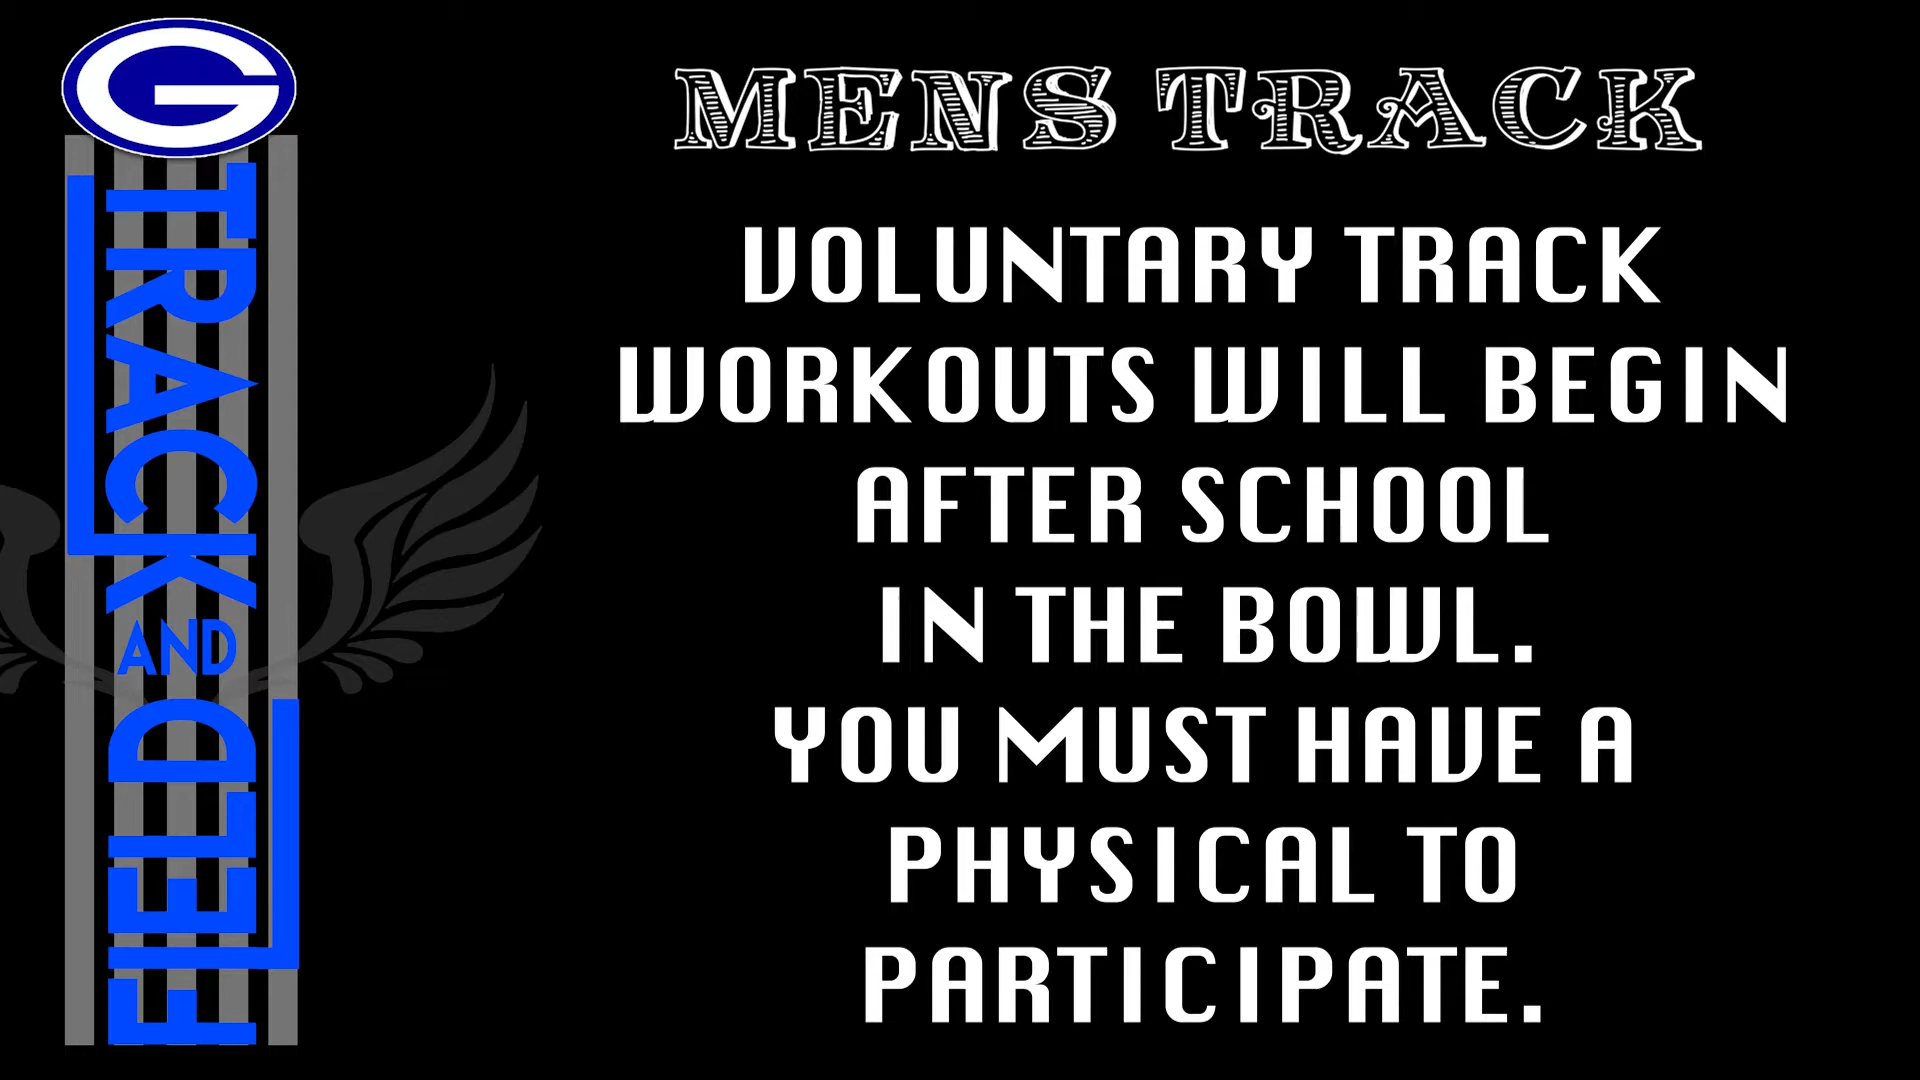 G
TRACK
AND
FIELD
MENS TRACK
VOLUNTARY TRACK
WORKOUTS WILL BEGIN
AFTER SCHOOL
IN THE BOWL.
YOU MUST HAVE A
PHYSICAL TO
PARTICIPATE.